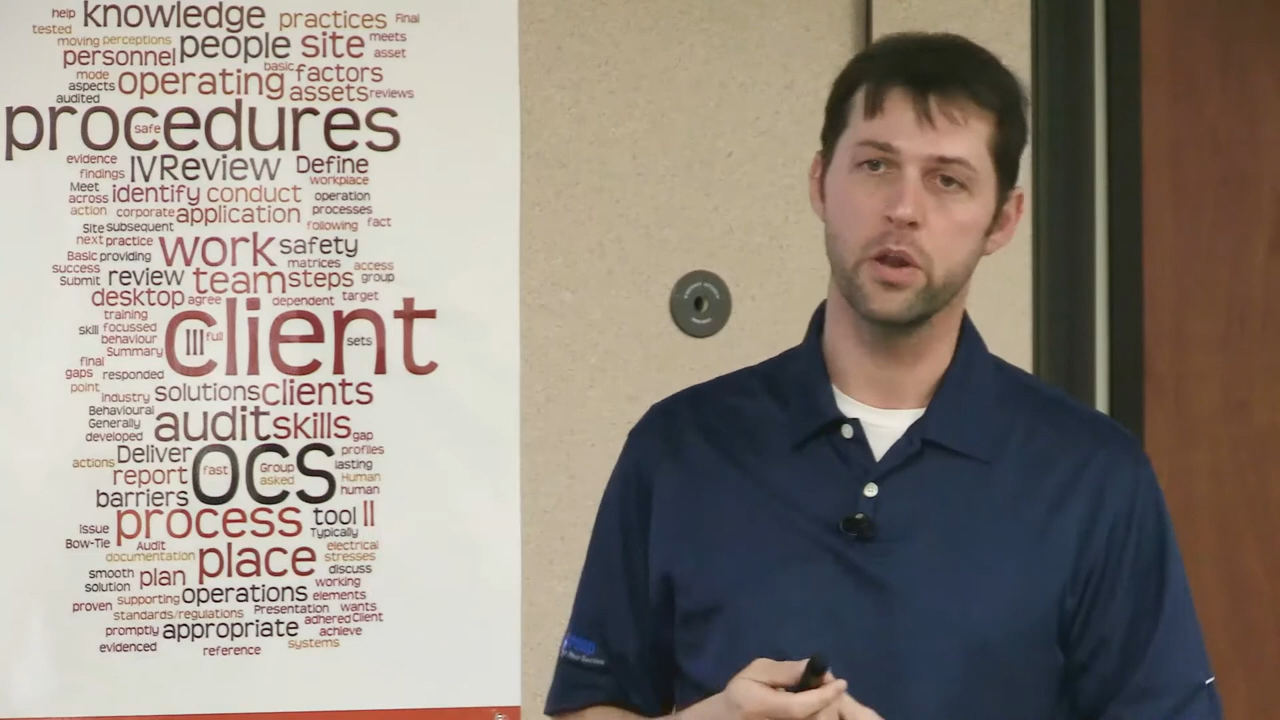 help knowledge practices Final
tested
moving perceptions people site meets
personnel basic asset
mode operating factors
aspects assets reviews
audited
procedures
safe
evidence IVReview Define
findings workplace
Meet identify conduct operation
across
action corporate application processes
Site subsequent following fact
next practice work safety
Basic providing matrices access
success review team steps group
Submit
desktop agree dependent target
training client
skill focussed III full sets
behaviour
Summary
final
gaps responded
point industry solutions clients
Behavioural audit skills
Generally
developed gap
Deliver OCS profiles
actions lasting
report fast Group Human
asked
barriers human
process tool II
Issue Typically
Bow-Tie Audit electrical
documentation place stresses
smooth plan discuss
solution operations working
proven supporting elements
standards/regulations Presentation wants
adhered Client
promptly appropriate achieve
evidenced reference systems